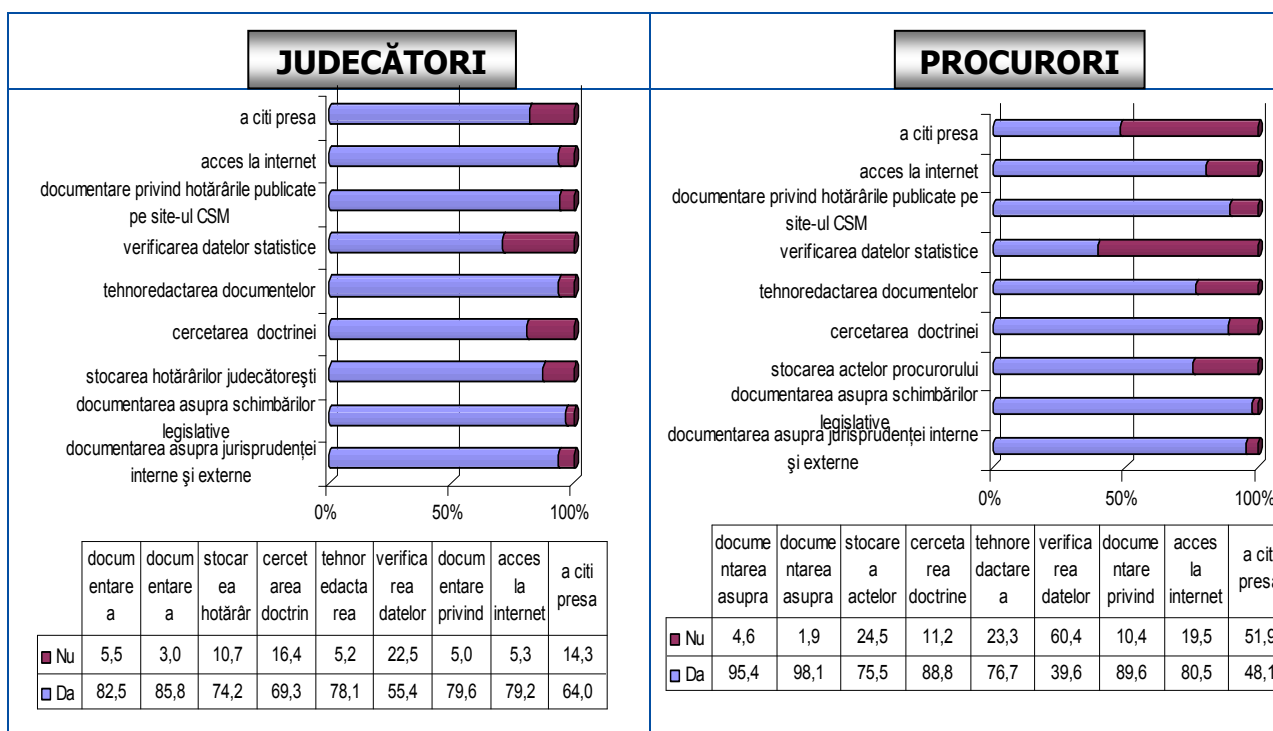 JUDECĂTORI
a citi presa
acces la internet
documentare privind hotărârile publicate
pe site-ul CSM
verificarea datelor statistice
tehnoredactarea documentelor
cercetarea doctrinei
stocarea hotărârilor judecătoreşti
documentarea asupra schimbărilor
legislative
documentarea asupra jurisprudenţei
interne şi externe
0% 50% 100%
docum docum stocar cercet tehnor verifica docum acces a citi
entare entare ea area edacta rea entare la presa
a a hotărâr doctrin rea datelor privind internet
Nu 5,5 3,0 10,7 16,4 5,2 22,5 5,0 5,3 14,3
Da 82,5 85,8 74,2 69,3 78,1 55,4 79,6 79,2 64,0
PROCURORI
a citi presa
acces la internet
documentare privind hotărârile publicate pe
site-ul CSM
verificarea datelor statistice
tehnoredactarea documentelor
cercetarea doctrinei
stocarea actelor procurorului
documentarea asupra schimbărilor
legislative
documentarea asupra jurisprudenţei interne
şi externe
0% 50% 100%
docume docume stocare cerceta tehnore verifica docume acces a citi
ntarea ntarea a rea dactare rea ntare la presa
asupra asupra actelor doctrine a datelor privind internet
Nu 4,6 1,9 24,5 11,2 23,3 60,4 10,4 19,5 51,9
Da 95,4 98,1 75,5 88,8 76,7 39,6 89,6 80,5 48,1